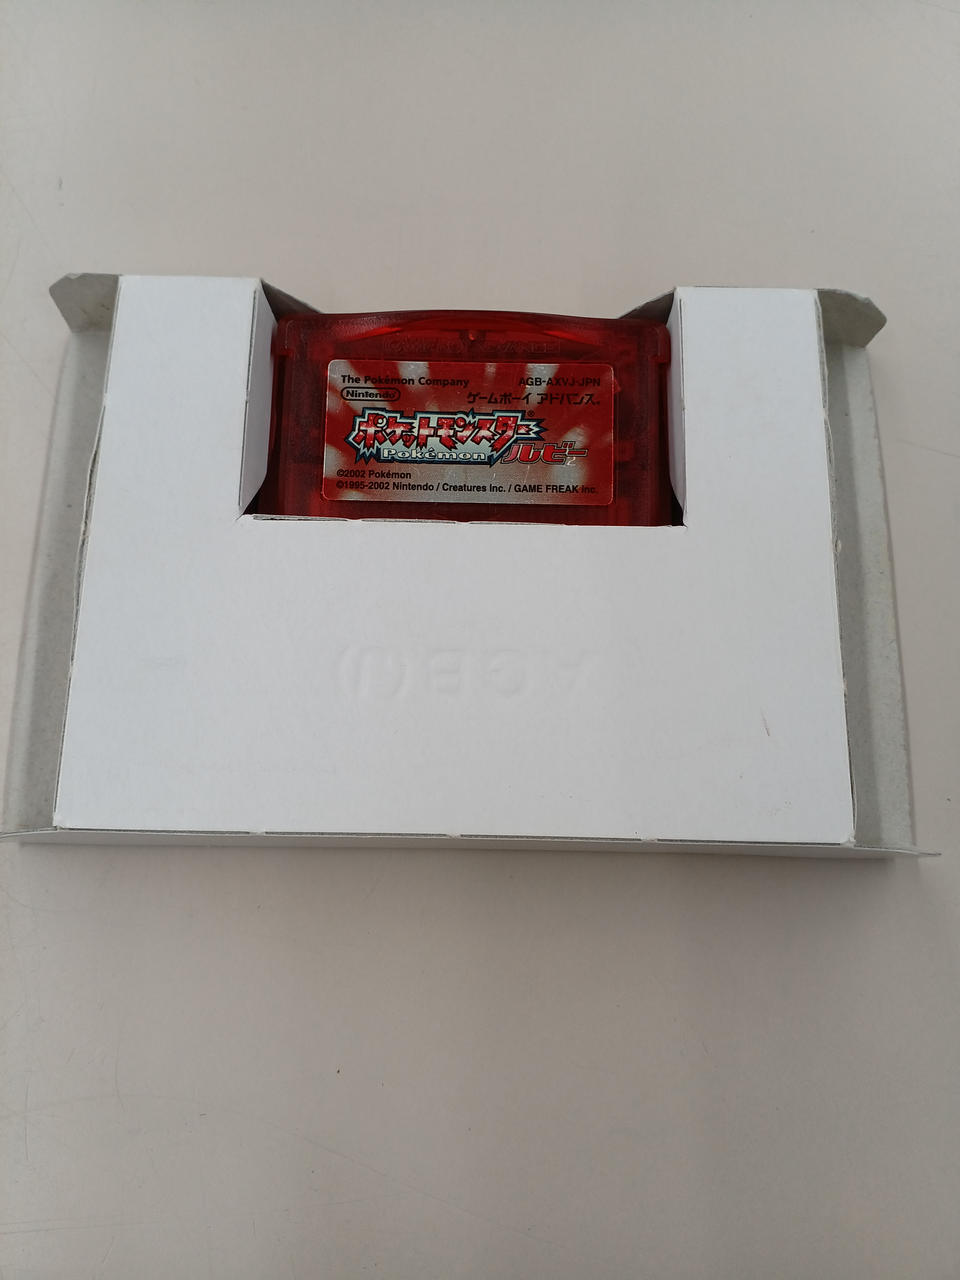 The Pokémon Company
AGB-AXVJ-JPN
Nintendo
ゲームボーイ アドバンス®
ポケットモンスター®
Pokémon
ルビー
©2002 Pokémon
©1995-2002 Nintendo / Creatures Inc. / GAME FREAK inc.